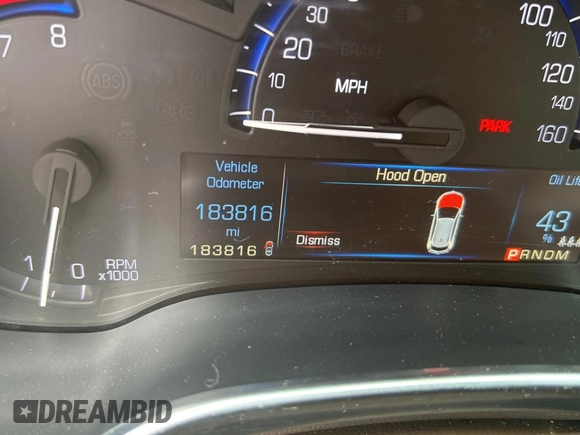 30
20
10
0
MPH
BRAKE
ABS
OFF
100
110
120
140
160
PARK
7
8
1
0
RPM
x1000
Vehicle
Odometer
183816
mi
183816
Hood Open
Dismiss
Oil Life
43
%
PRNDM
DREAMBID